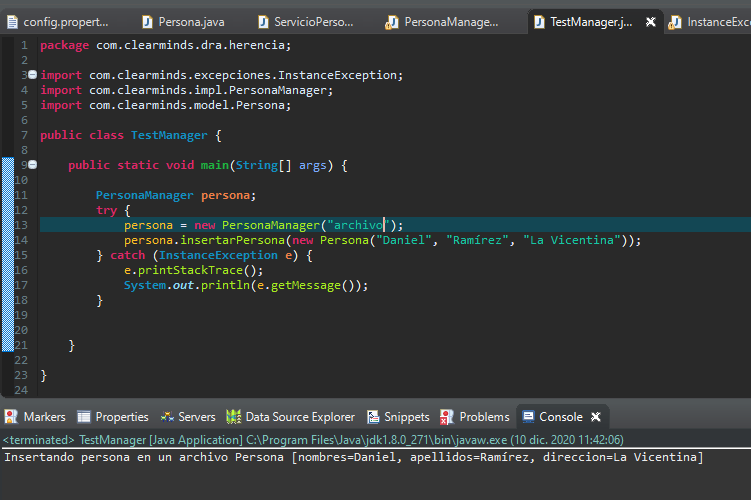 config.propert... Persona.java ServicioPerso... PersonaManage... TestManager.j... InstanceExc
1 package com.clearminds.dra.herencia;
2
3 import com.clearminds.excepciones.InstanceException;
4 import com.clearminds.impl.PersonaManager;
5 import com.clearminds.model.Persona;
6
7 public class TestManager {
8
9 public static void main(String[] args) {
10
11 PersonaManager persona;
12 try {
13 persona = new PersonaManager("archivo");
14 persona.insertarPersona(new Persona("Daniel", "Ramírez", "La Vicentina"));
15 } catch (InstanceException e) {
16 e.printStackTrace();
17 System.out.println(e.getMessage());
18 }
19
20
21 }
22
23 }
24
Markers Properties Servers Data Source Explorer Snippets Problems Console
<terminated> TestManager [Java Application] C:\Program Files\Java\jdk1.8.0_271\bin\javaw.exe (10 dic. 2020 11:42:06)
Insertando persona en un archivo Persona [nombres=Daniel, apellidos=Ramírez, direccion=La Vicentina]